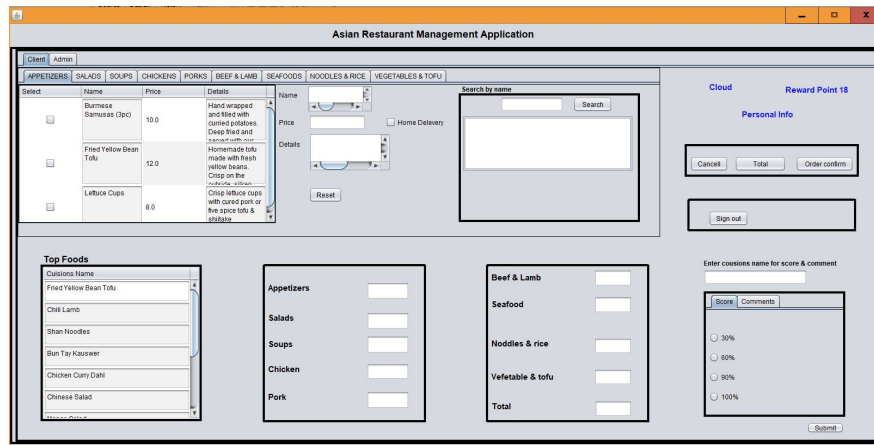 Asian Restaurant Management Application
Client Admin
APPETIZERS SALADS SOUPS CHICKENS PORKS BEEF & LAMB SEAFOODS NOODLES & RICE VEGETABLES & TOFU
Select Name Price Details
Burmese
Samusas (3pc)
10.0
Hand wrapped
and filled with
curried potatoes.
Deep fried and
served with our
Fried Yellow Bean
Tofu
12.0
Homemade tofu
made with fresh
yellow beans.
Crisp on the
outside, silken
Lettuce Cups
8.0
Crisp lettuce cups
with cured pork or
five spice tofu &
shiitake
Name
Price
Home Delevery
Details
Reset
Search by name
Search
Cloud
Reward Point 18
Personal Info
Cancell Total Order confirm
Sign out
Top Foods
Cuisions Name
Fried Yellow Bean Tofu
Chili Lamb
Shan Noodles
Bun Tay Kauswer
Chicken Curry Dahl
Chinese Salad
Appetizers
Salads
Soups
Chicken
Pork
Beef & Lamb
Seafood
Noddles & rice
Vefetable & tofu
Total
Enter cousions name for score & comment
Score Comments
30%
60%
90%
100%
Submit